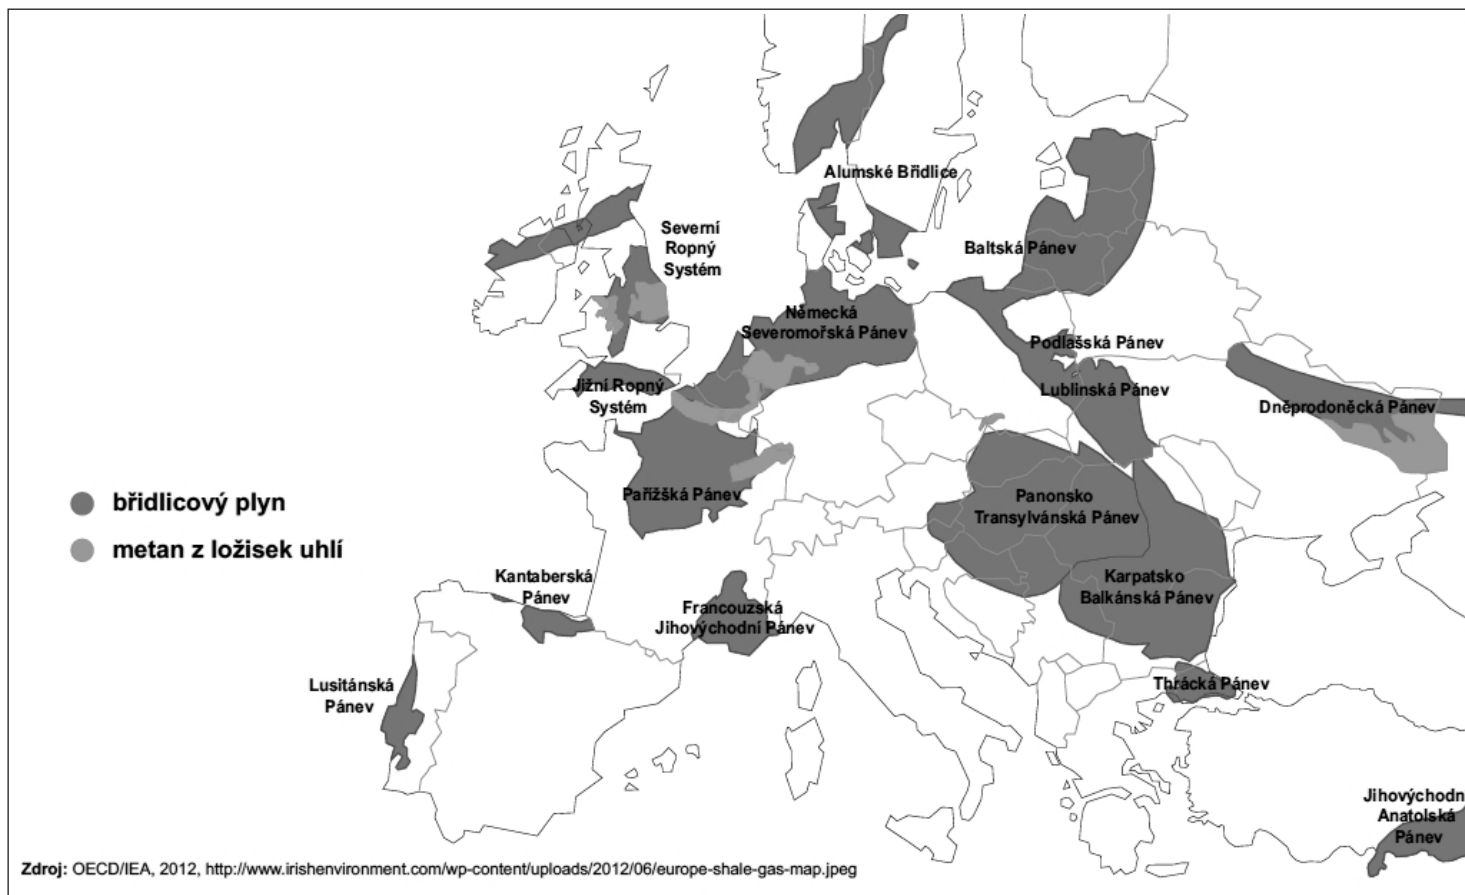 Alumské Břidlice
Severní
Ropný
Systém
Baltská Pánev
Německá
Severomořská Pánev
Podlašská Pánev
Jižní Ropný
Systém
Lublinská Pánev
Dněprodoněcká Pánev
Pařížšká Pánev
Panonsko
Transylvánská Pánev
břidlicový plyn
metan z ložisek uhlí
Kantaberská
Pánev
Francouzská
Jihovýchodní Pánev
Karpatsko
Balkánská Pánev
Lusitánská
Pánev
Thrácká Pánev
Jihovýchodn
Anatolská
Pánev
Zdroj: OECD/IEA, 2012, http://www.irishenvironment.com/wp-content/uploads/2012/06/europe-shale-gas-map.jpeg